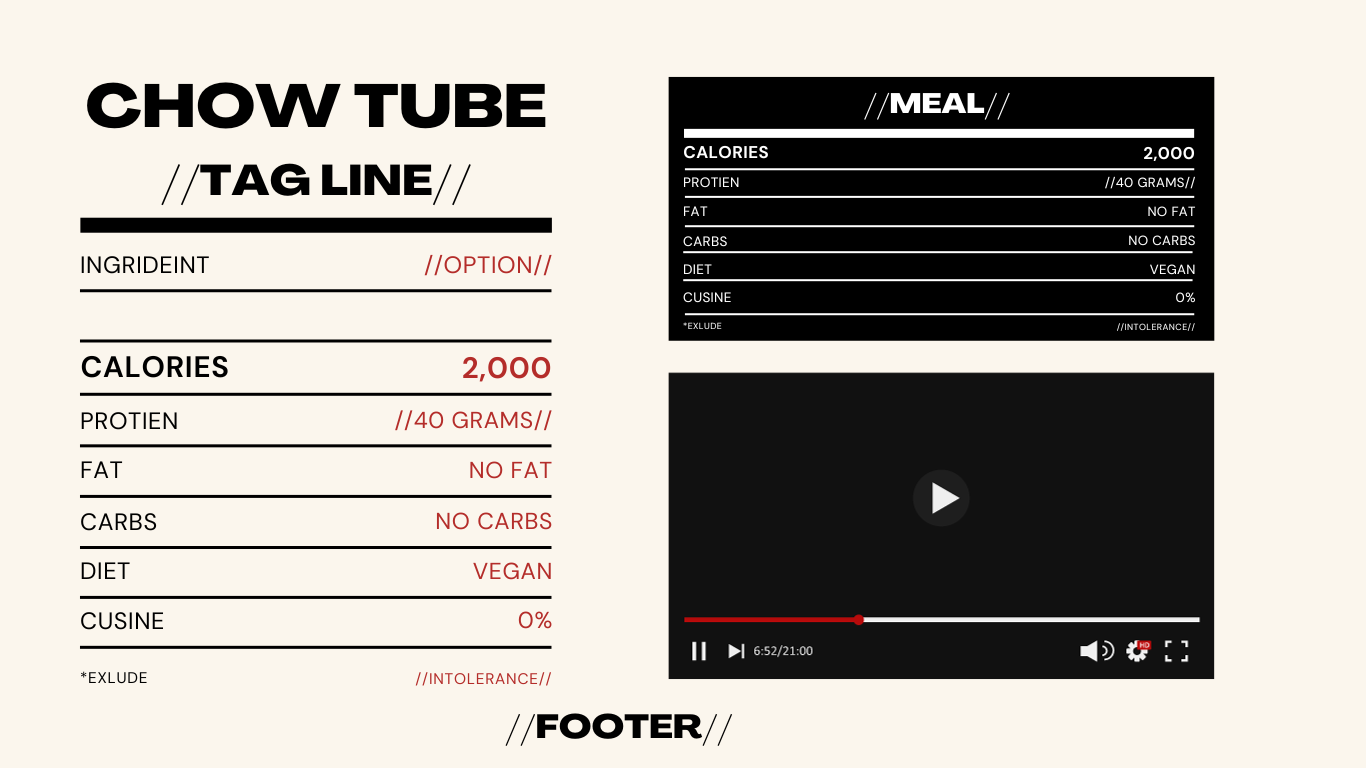 CHOW TUBE
//TAG LINE//
INGRIDEINT //OPTION//
CALORIES 2,000
PROTIEN //40 GRAMS//
FAT NO FAT
CARBS NO CARBS
DIET VEGAN
CUSINE 0%
*EXLUDE //INTOLERANCE//
//MEAL//
CALORIES 2,000
PROTIEN //40 GRAMS//
FAT NO FAT
CARBS NO CARBS
DIET VEGAN
CUSINE 0%
*EXLUDE //INTOLERANCE//
6:52/21:00 HD
//FOOTER//